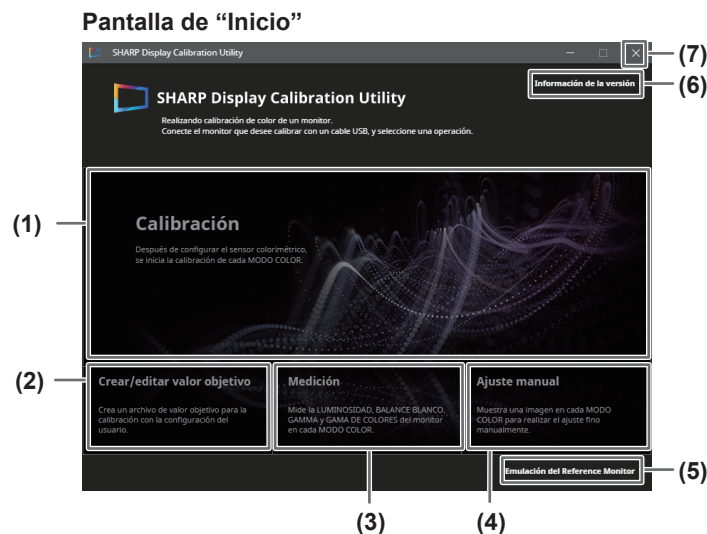 Pantalla de “Inicio”
SHARP Display Calibration Utility
(7)
Información de la versión
(6)
SHARP Display Calibration Utility
Realizando calibración de color de un monitor.
Conecte el monitor que desee calibrar con un cable USB, y seleccione una operación.
(1)
Calibración
Después de configurar el sensor colorimétrico,
se inicia la calibración de cada MODO COLOR.
(2)
Crear/editar valor objetivo
Crea un archivo de valor objetivo para la
calibración con la configuración del
usuario.
Medición
Mide la LUMINOSIDAD, BALANCE BLANCO,
GAMMA y GAMA DE COLORES del monitor
en cada MODO COLOR.
Ajuste manual
Muestra una imagen en cada MODO
COLOR para realizar el ajuste fino
manualmente.
Emulación del Reference Monitor
(5)
(3)
(4)